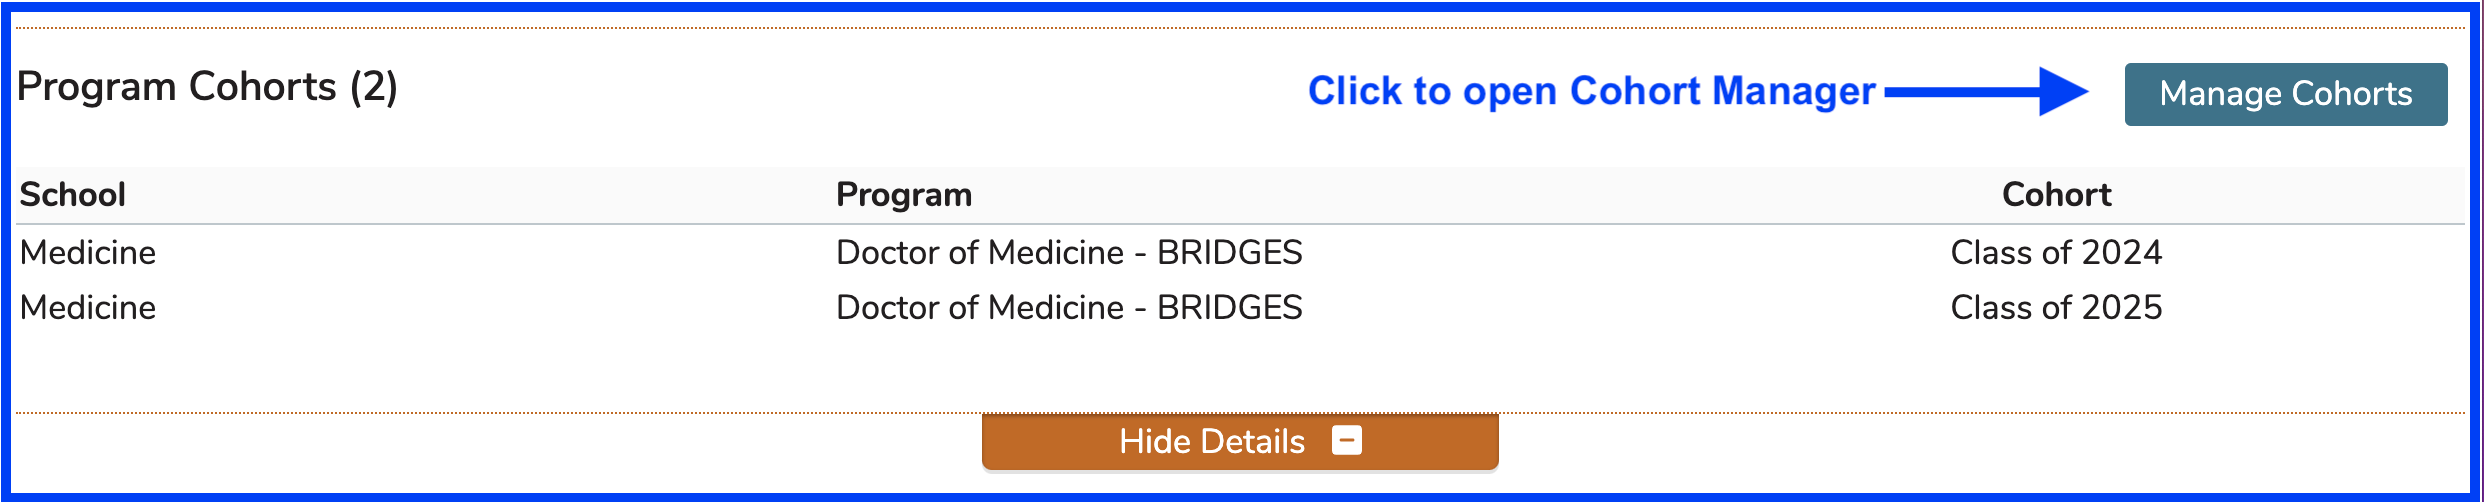 Program Cohorts (2)
Click to open Cohort Manager
Manage Cohorts
School Program Cohort
Medicine Doctor of Medicine - BRIDGES Class of 2024
Medicine Doctor of Medicine - BRIDGES Class of 2025
Hide Details